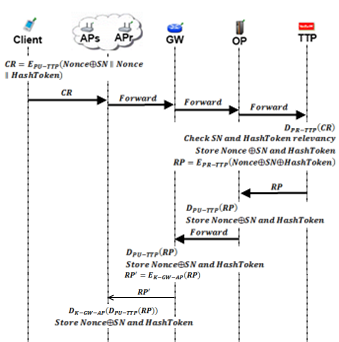 Client APs APr GW OP TTP
CR = E_PU−TTP(Nonce⊕SN ∥ Nonce
∥ HashToken)
CR
Forward
Forward
Forward
D_PR−TTP(CR)
Check SN and HashToken relevancy
Store Nonce ⊕SN and HashToken
RP = E_PR−TTP(Nonce⊕SN⊕HashToken)
RP
D_PU−TTP(RP)
Store Nonce⊕SN and HashToken
Forward
D_PU−TTP(RP)
Store Nonce⊕SN and HashToken
RP′ = E_K−GW−AP(RP)
RP′
D_K−GW−AP(D_PU−TTP(RP))
Store Nonce⊕SN and HashToken